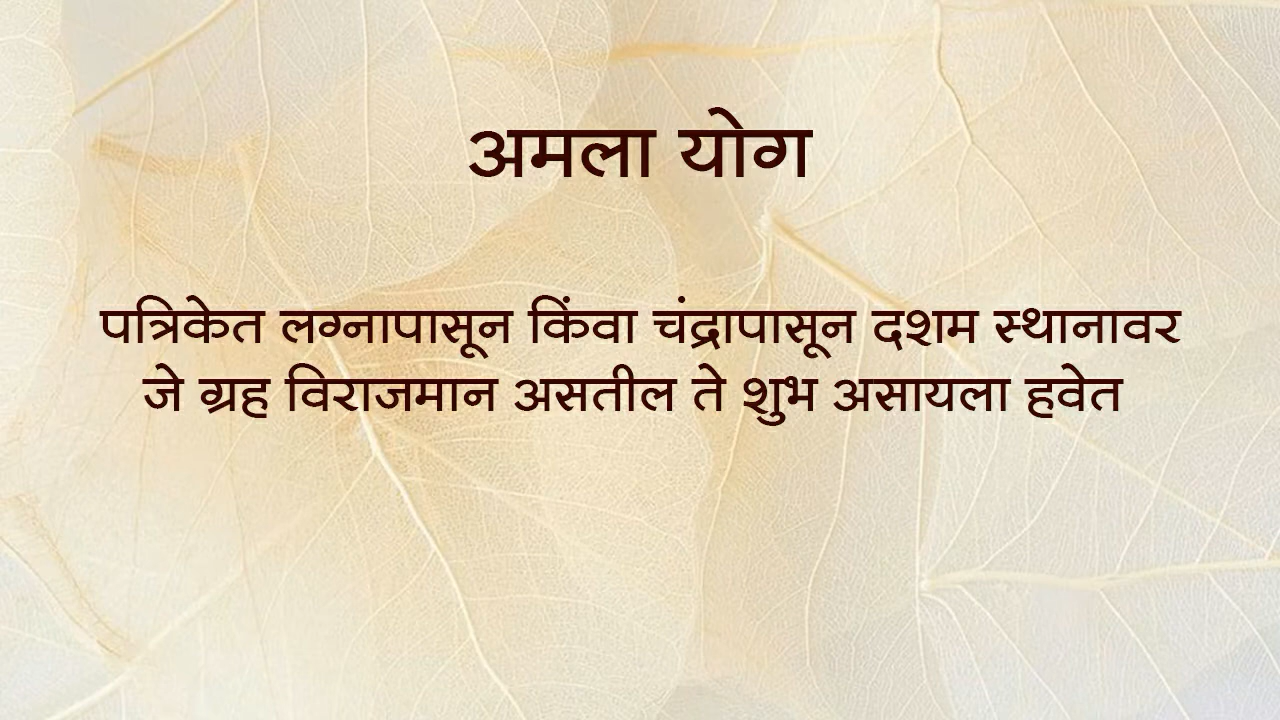 अमला योग
पत्रिकेत लग्नापासून किंवा चंद्रापासून दशम स्थानावर
जे ग्रह विराजमान असतील ते शुभ असायला हवेत